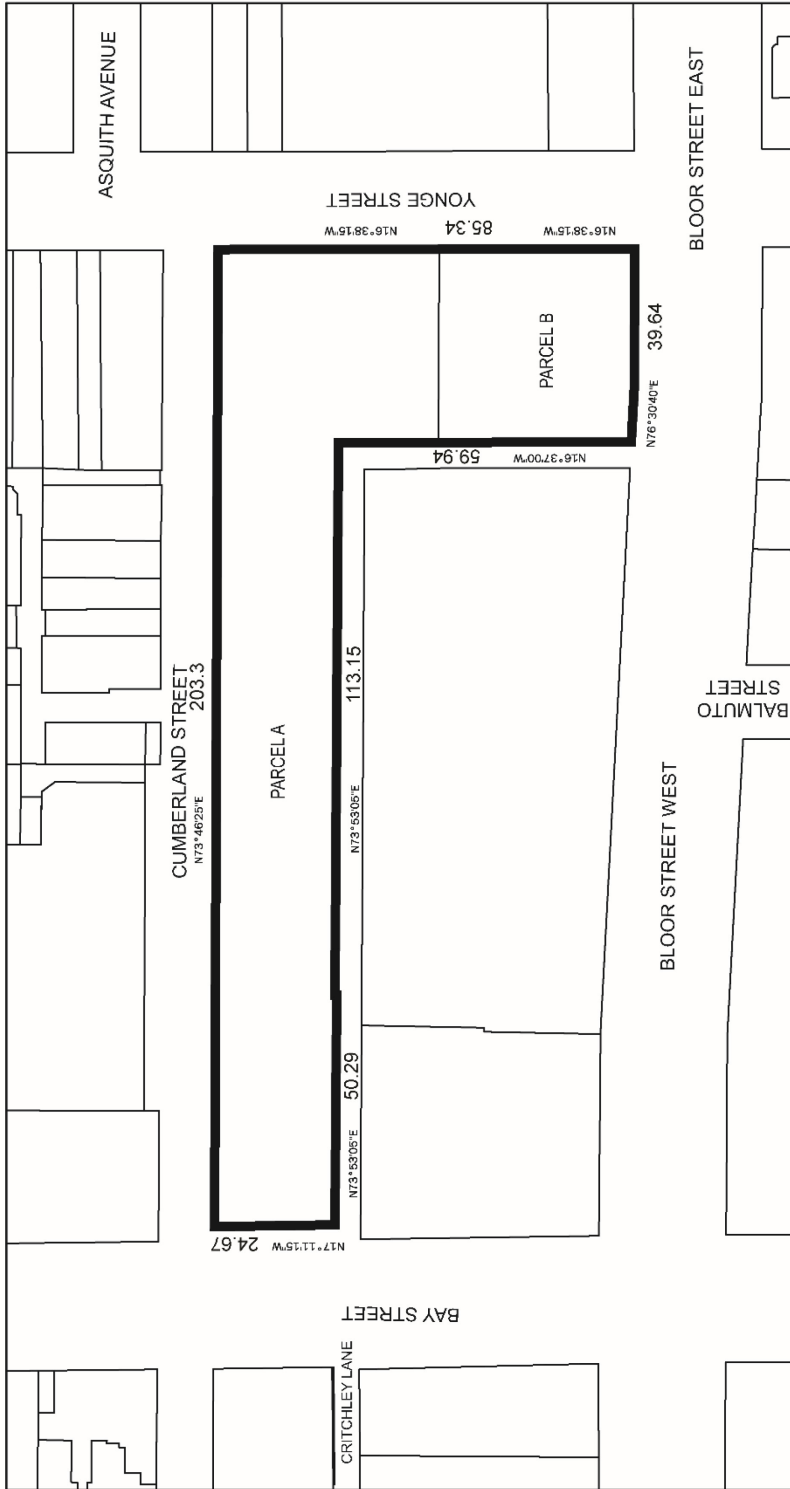 ASQUITH AVENUE
YONGE STREET
N16°38'15"W
85.34
N16°38'15"W
BLOOR STREET EAST
CUMBERLAND STREET
203.3
N73°46'25"E
PARCEL A
PARCEL B
39.64
N76°30'40"E
59.94
N16°37'00"W
113.15
N73°53'05"E
50.29
N73°53'05"E
24.67
N17°11'15"W
BALMUTO
STREET
BLOOR STREET WEST
BAY STREET
CRITCHLEY LANE